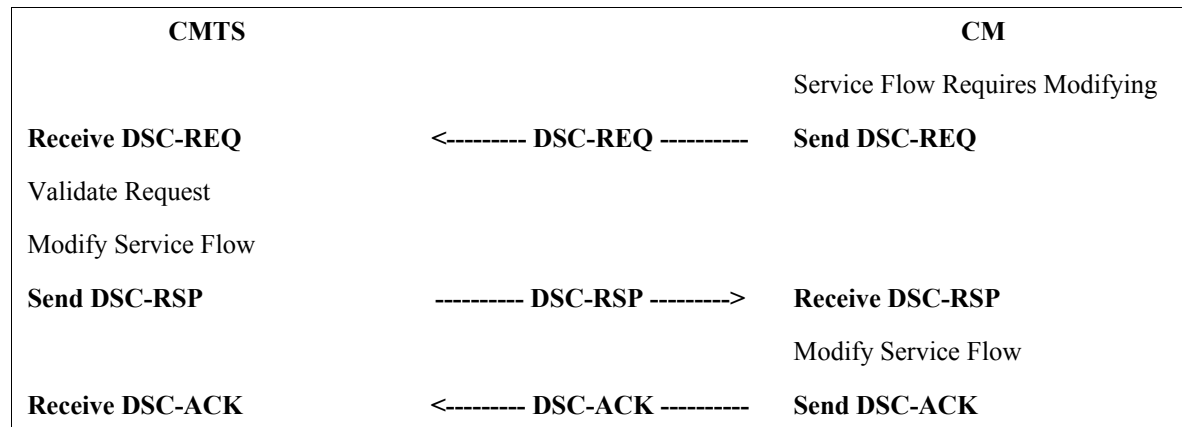 CMTS CM
Service Flow Requires Modifying
Receive DSC-REQ <--------- DSC-REQ ---------- Send DSC-REQ
Validate Request
Modify Service Flow
Send DSC-RSP ---------- DSC-RSP ---------> Receive DSC-RSP
Modify Service Flow
Receive DSC-ACK <--------- DSC-ACK ---------- Send DSC-ACK